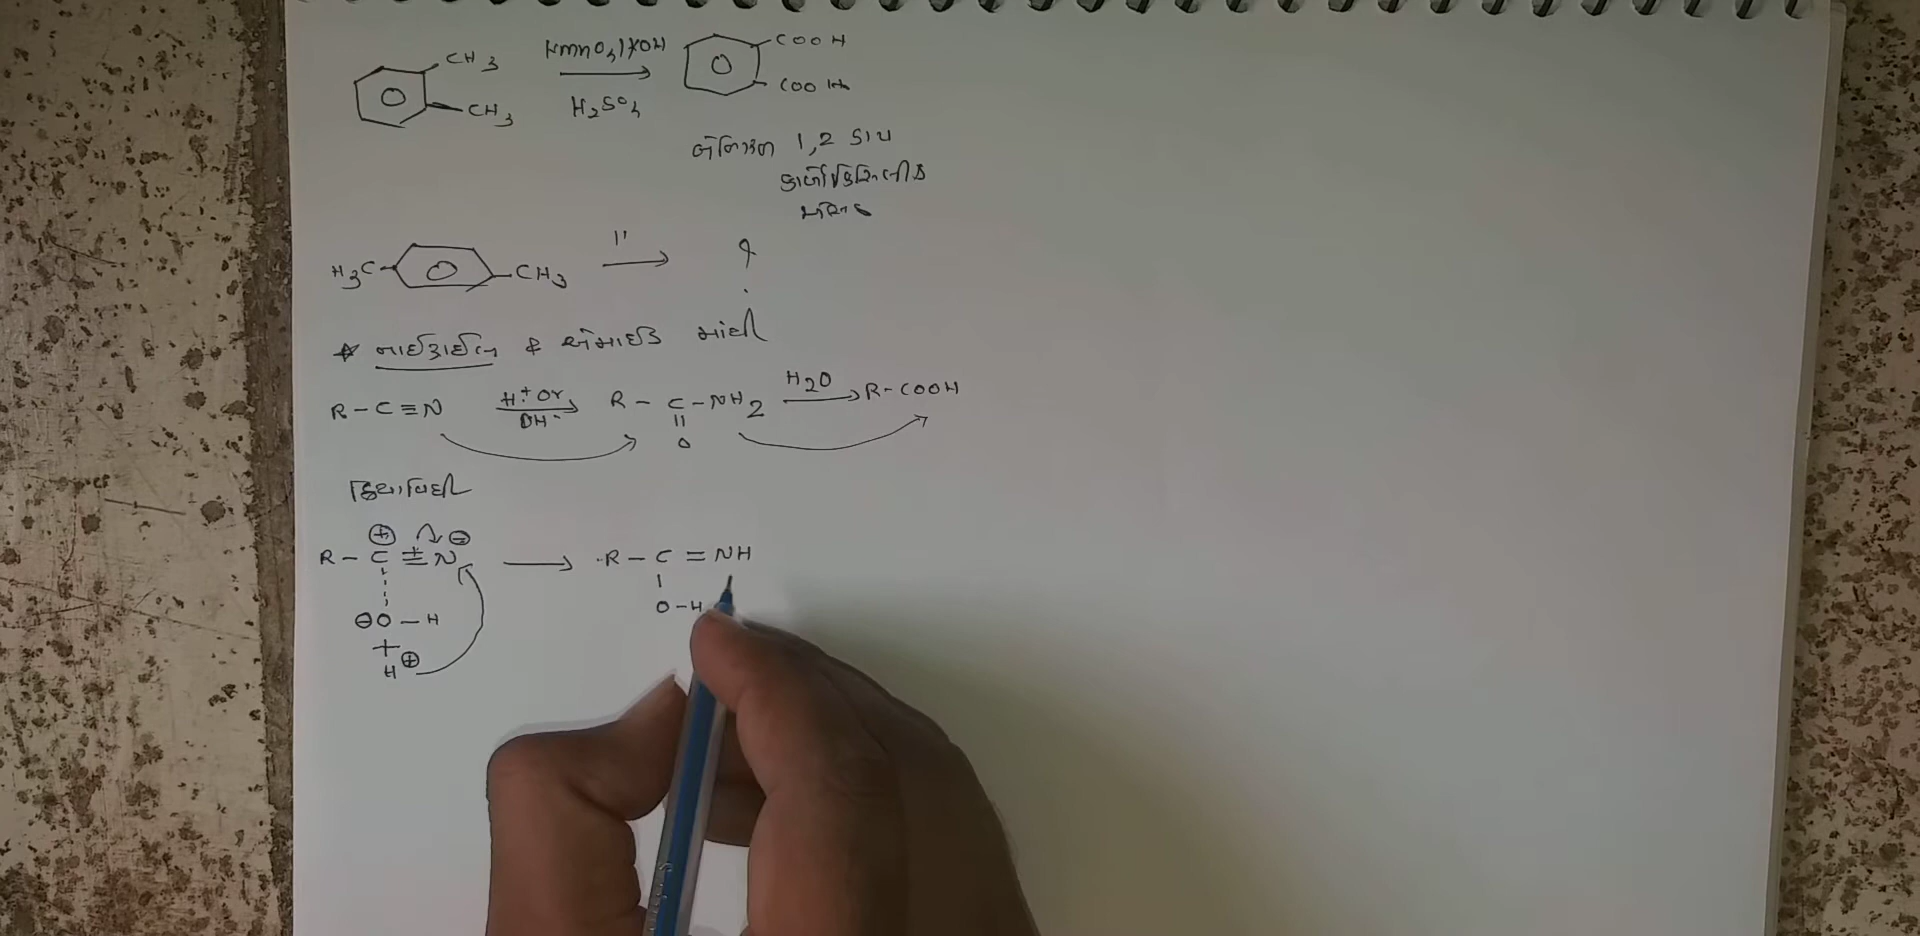 CH3 KMnO4/KOH COOH
CH3 H2SO4 COOH
બેન્ઝિન 1,2 ડાય
કાર્બોક્સિલીક
એસિડ
H3C CH3 → ?
* નાઈટ્રાઈલ & એમાઈડ માંથી
R - C ≡ N H+ or OH- R - C - NH2 H2O R - COOH
O
ક્રિયાવિધી
⊕ ⊖
R - C ≡ N → R - C = NH
⊖O - H O - H
+
H⊕